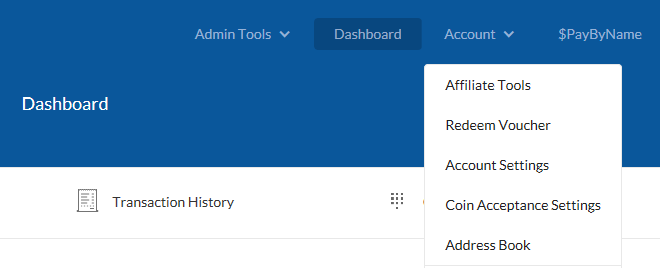 Admin Tools
Dashboard
Account
$PayByName
Dashboard
Affiliate Tools
Redeem Voucher
Account Settings
Transaction History
Coin Acceptance Settings
Address Book